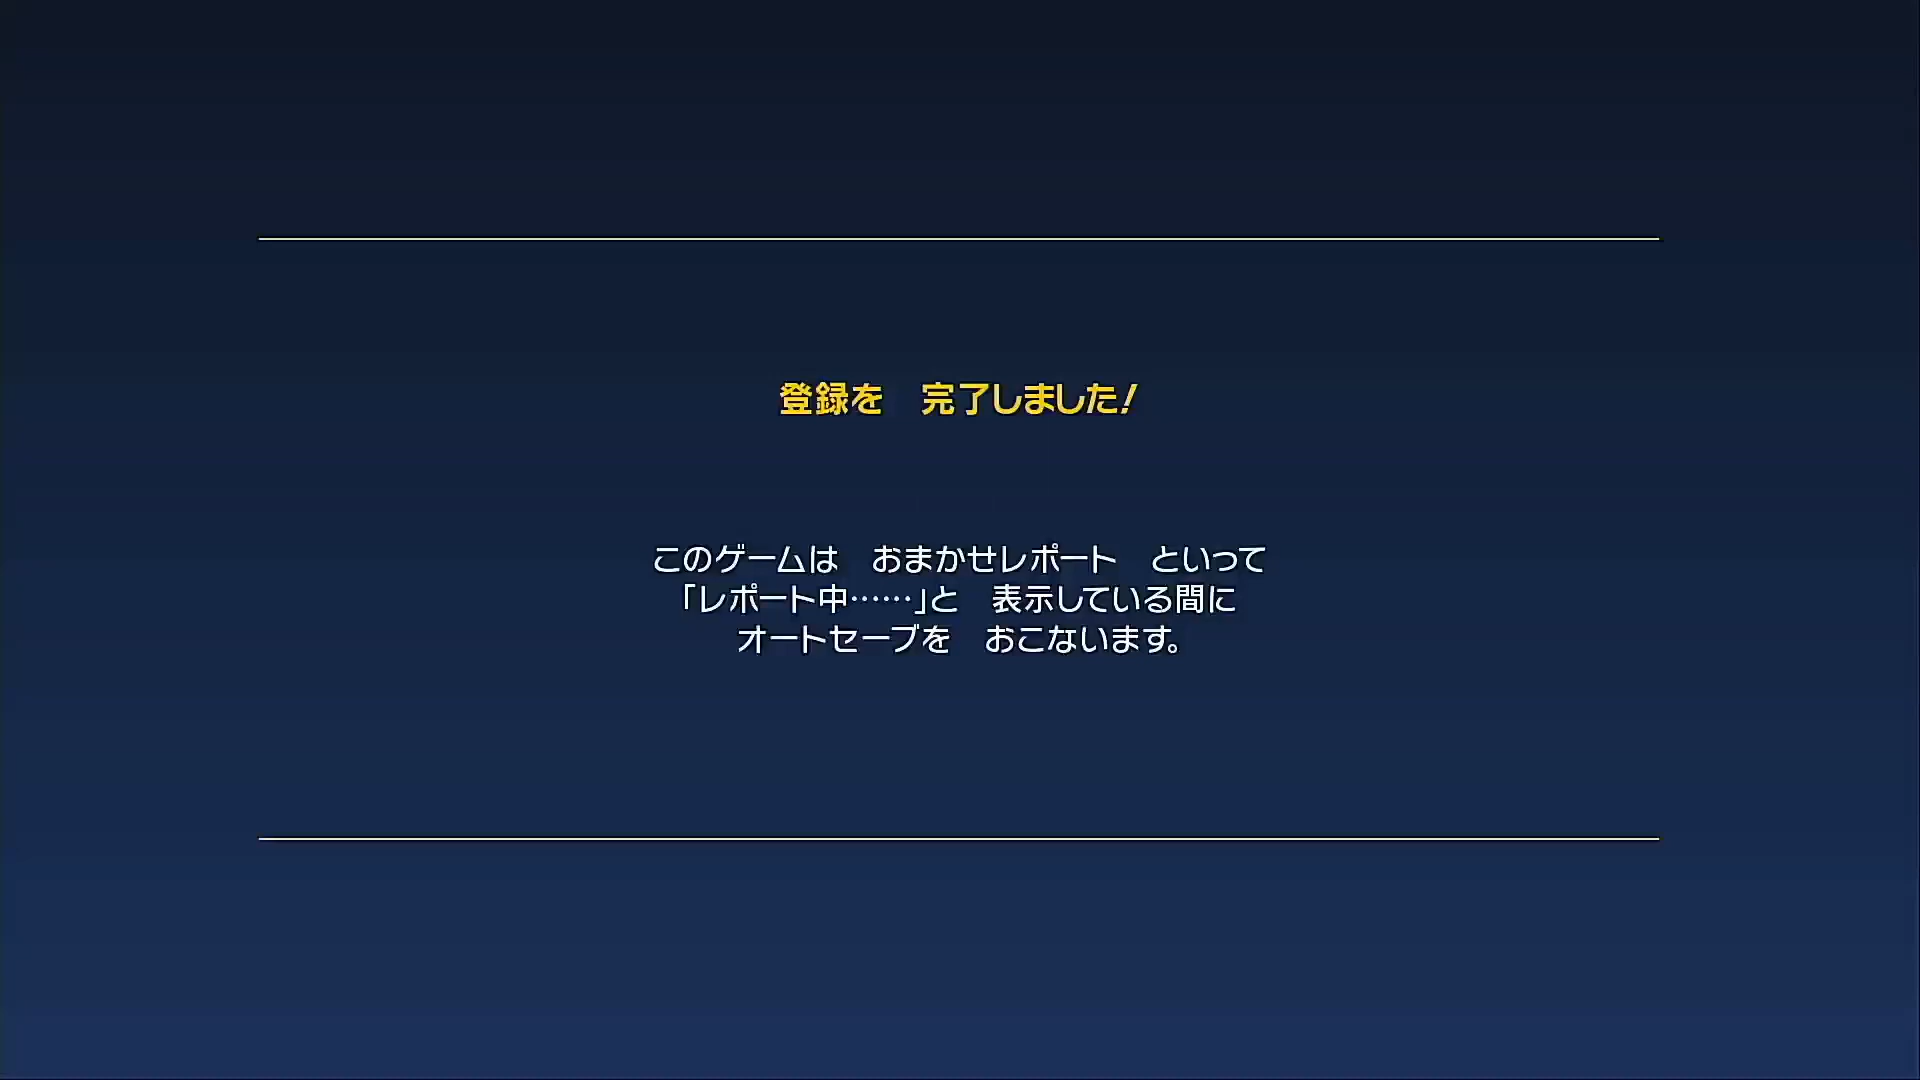 登録を　完了しました！
このゲームは　おまかせレポート　といって
「レポート中……」と　表示している間に
オートセーブを　おこないます。